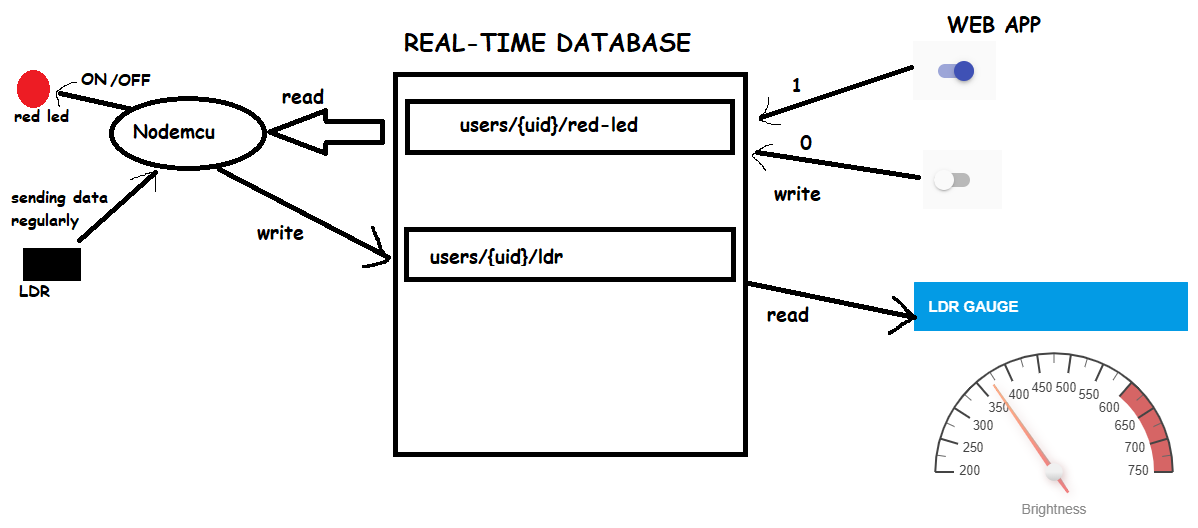 WEB APP
REAL-TIME DATABASE
ON/OFF
red led
Nodemcu
read
users/{uid}/red-led
1
0
write
sending data
regularly
LDR
write
users/{uid}/ldr
read
LDR GAUGE
200
250
300
350
400
450
500
550
600
650
700
750
Brightness